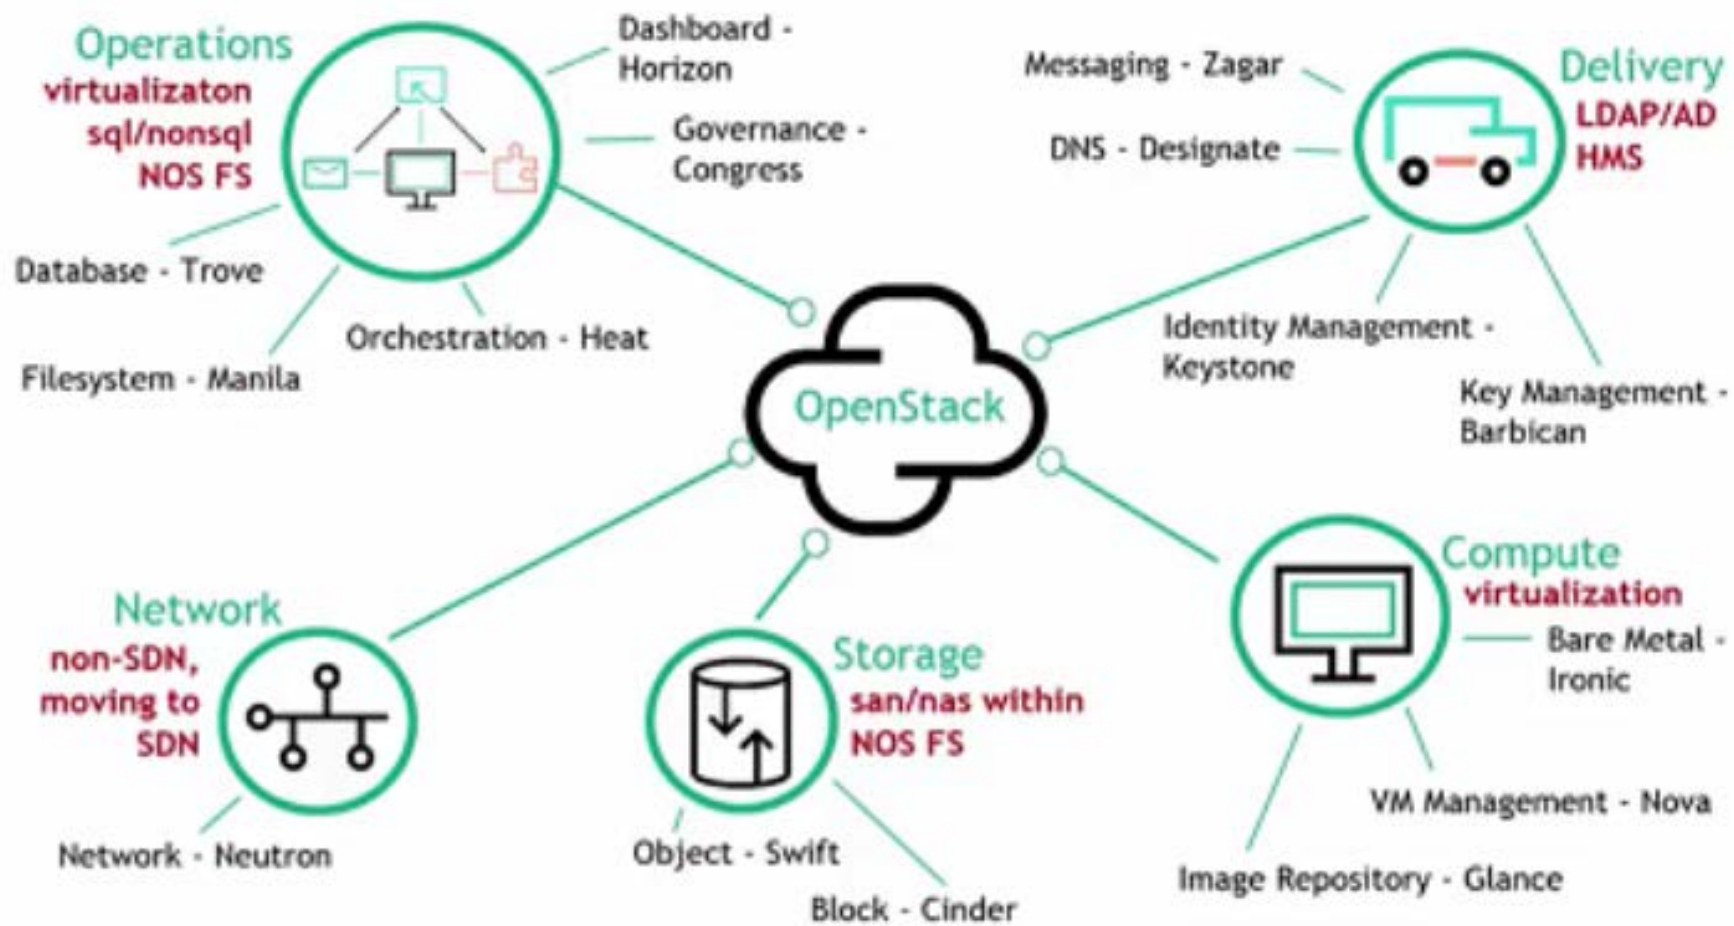 Operations
virtualizaton
sql/nonsql
NOS FS
Dashboard -
Horizon
Governance -
Congress
Database - Trove
Filesystem - Manila
Orchestration - Heat
Messaging - Zagar
DNS - Designate
Delivery
LDAP/AD
HMS
Identity Management -
Keystone
Key Management -
Barbican
OpenStack
Network
non-SDN,
moving to
SDN
Network - Neutron
Storage
san/nas within
NOS FS
Object - Swift
Block - Cinder
Compute
virtualization
Bare Metal -
Ironic
VM Management - Nova
Image Repository - Glance